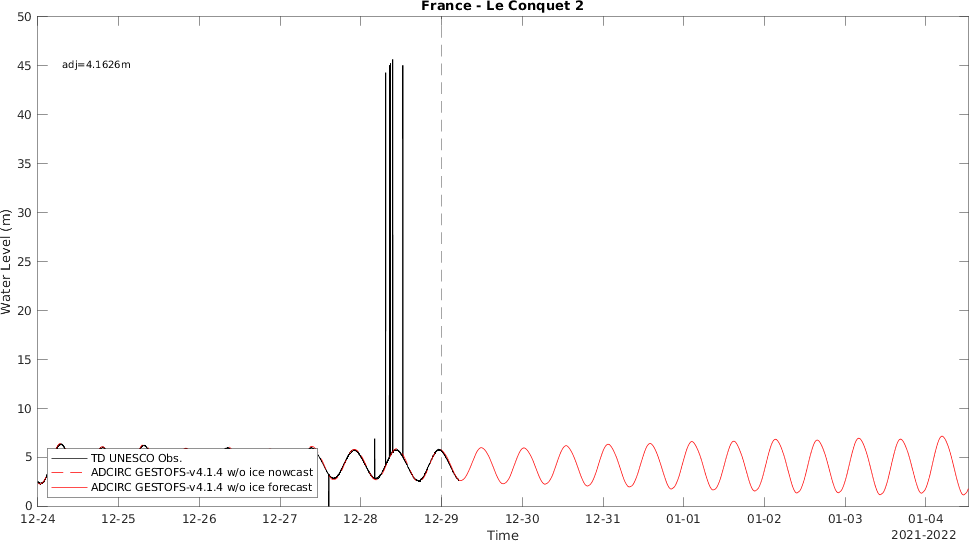 France - Le Conquet 2
Water Level (m)
50
45
40
35
30
25
20
15
10
5
0
adj=4.1626m
TD UNESCO Obs.
ADCIRC GESTOFS-v4.1.4 w/o ice nowcast
ADCIRC GESTOFS-v4.1.4 w/o ice forecast
12-24 12-25 12-26 12-27 12-28 12-29 12-30 12-31 01-01 01-02 01-03 01-04
Time
2021-2022